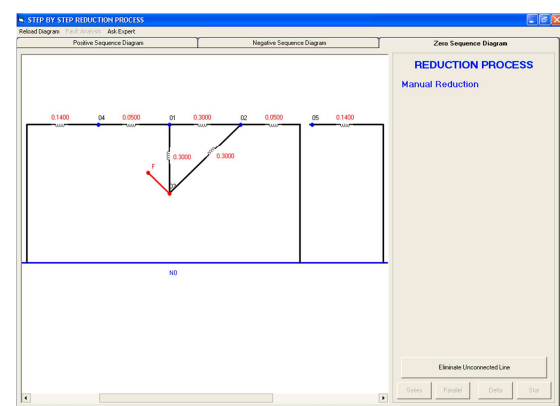 STEP BY STEP REDUCTION PROCESS
Reload Diagram Fault Analysis Ask Expert
Positive Sequence Diagram Negative Sequence Diagram Zero Sequence Diagram
REDUCTION PROCESS
Manual Reduction
0.1400 04 0.0500 01 0.3000 02 0.0500 05 0.1400
0.3000 0.3000
F
03
N0
Eliminate Unconnected Line
Series Parallel Delta Star